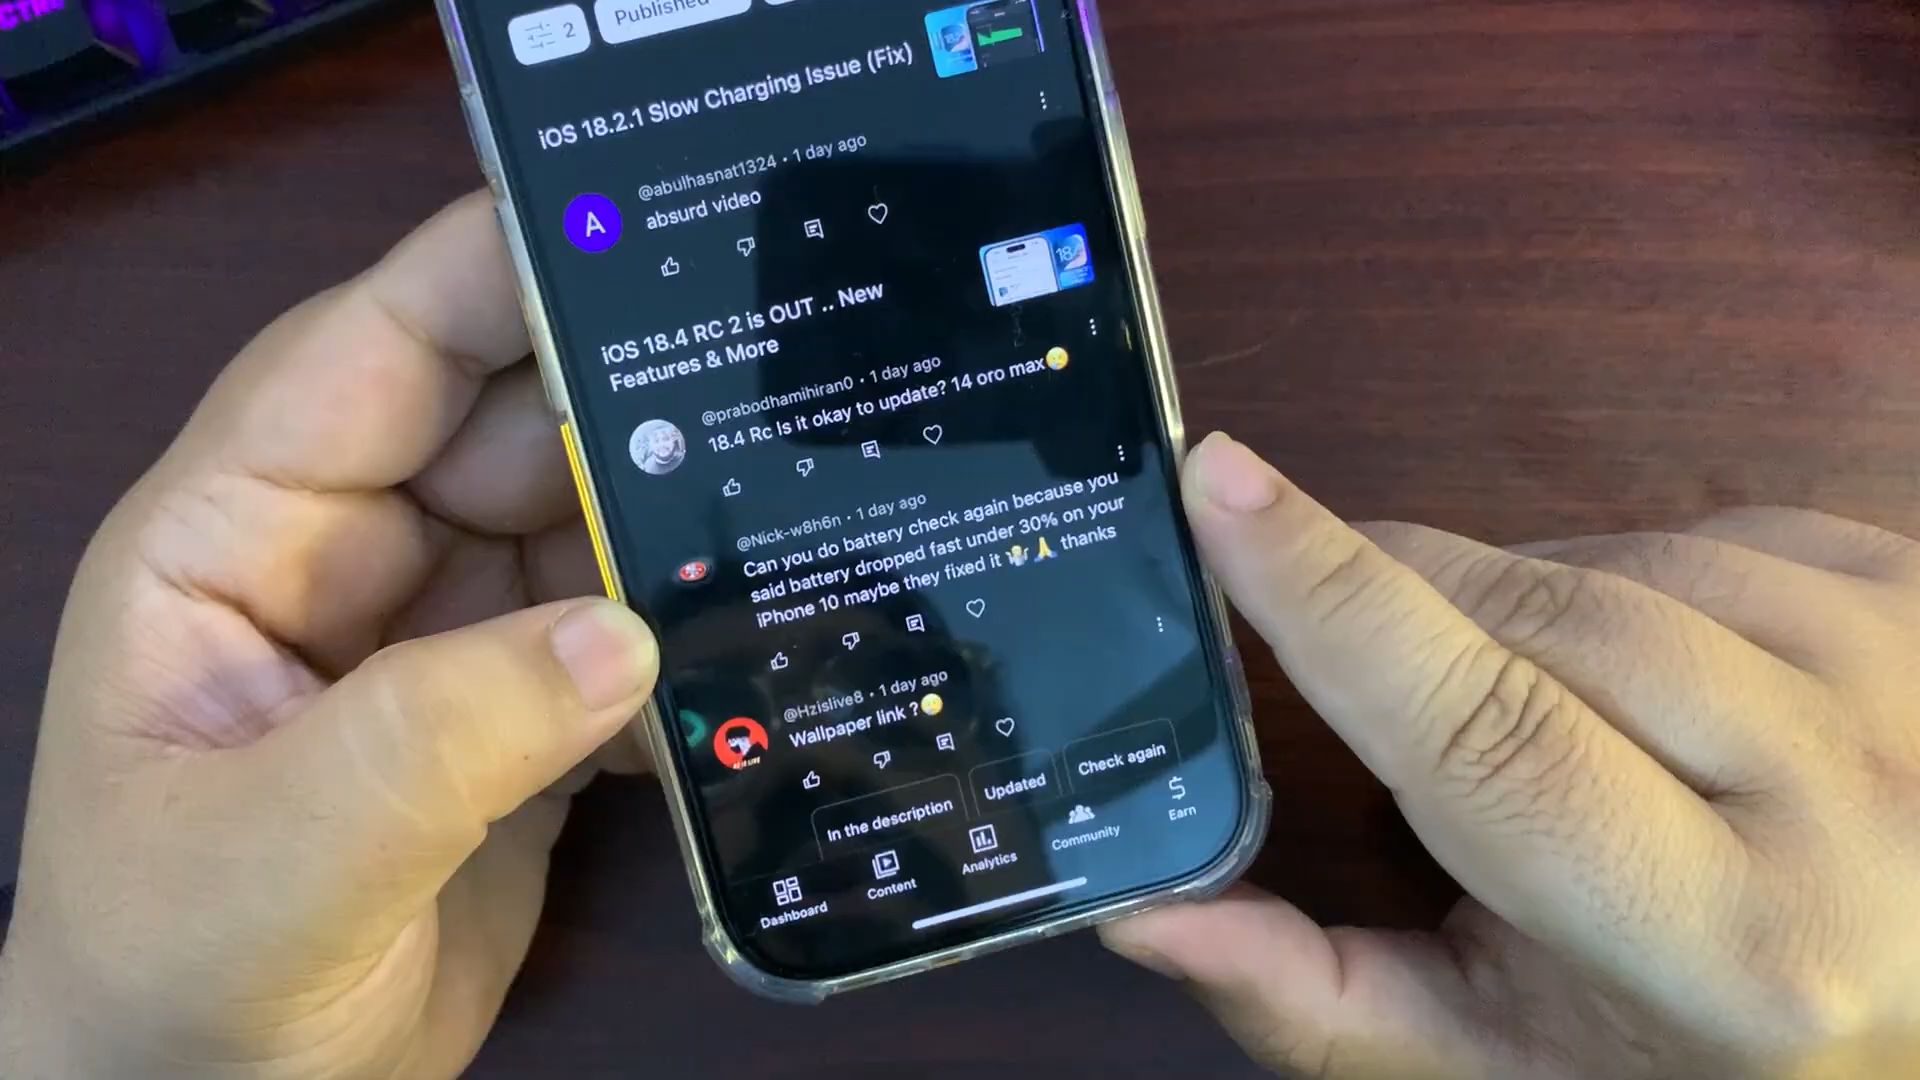 CTRL
2
Published
iOS 18.2.1 Slow Charging Issue (Fix)
@abulhasnat1324 • 1 day ago
A
absurd video
iOS 18.4 RC 2 is OUT .. New
Features & More
@prabodhamihiran0 • 1 day ago
18.4 Rc Is it okay to update? 14 oro max😢
@Nick-w8h6n • 1 day ago
Can you do battery check again because you
said battery dropped fast under 30% on your
iPhone 10 maybe they fixed it 🤷🙏 thanks
@Hzislive8 • 1 day ago
Wallpaper link ?😢
In the description
Updated
Check again
Dashboard
Content
Analytics
Community
Earn